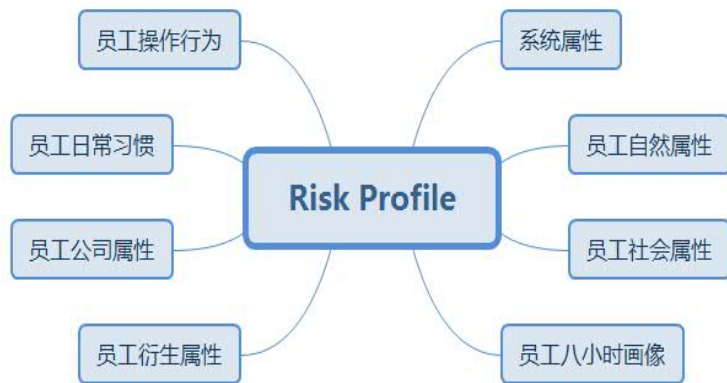 员工操作行为
系统属性
员工日常习惯
员工自然属性
Risk Profile
员工公司属性
员工社会属性
员工衍生属性
员工八小时画像